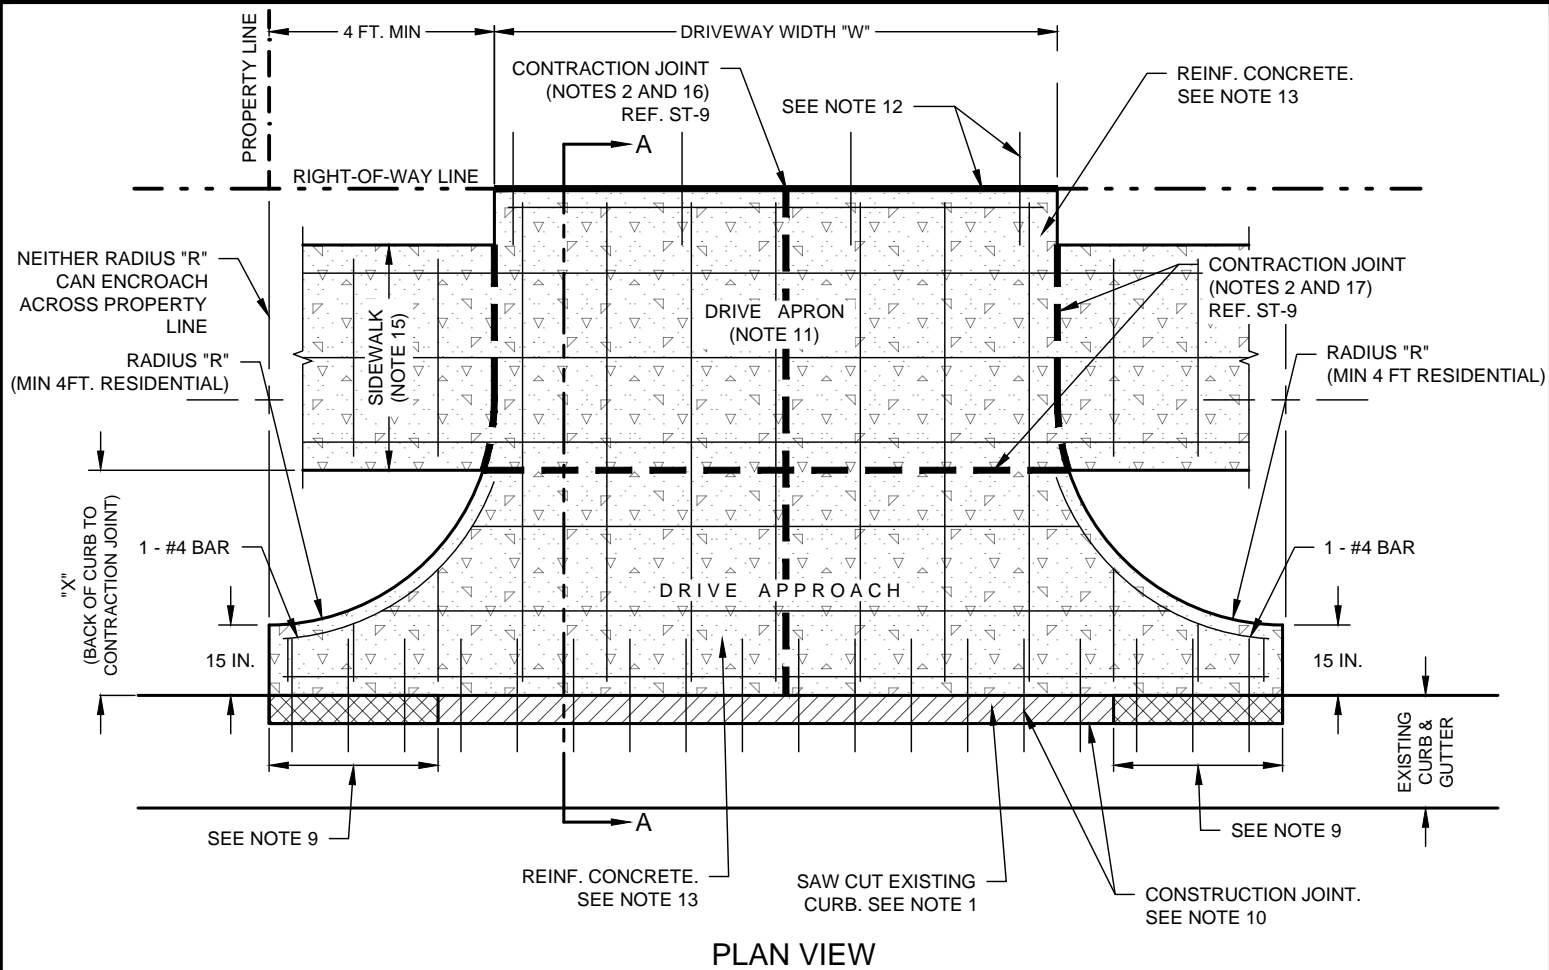 PROPERTY LINE
4 FT. MIN
DRIVEWAY WIDTH "W"
CONTRACTION JOINT
(NOTES 2 AND 16)
REF. ST-9
SEE NOTE 12
REINF. CONCRETE.
SEE NOTE 13
A
RIGHT-OF-WAY LINE
NEITHER RADIUS "R"
CAN ENCROACH
ACROSS PROPERTY
LINE
SIDEWALK
(NOTE 15)
DRIVE APRON
(NOTE 11)
CONTRACTION JOINT
(NOTES 2 AND 17)
REF. ST-9
RADIUS "R"
(MIN 4FT. RESIDENTIAL)
RADIUS "R"
(MIN 4 FT RESIDENTIAL)
"X"
(BACK OF CURB TO
CONTRACTION JOINT)
1 - #4 BAR
1 - #4 BAR
DRIVE APPROACH
15 IN.
15 IN.
EXISTING
CURB &
GUTTER
A
SEE NOTE 9
SEE NOTE 9
REINF. CONCRETE.
SEE NOTE 13
SAW CUT EXISTING
CURB. SEE NOTE 1
CONSTRUCTION JOINT.
SEE NOTE 10
PLAN VIEW